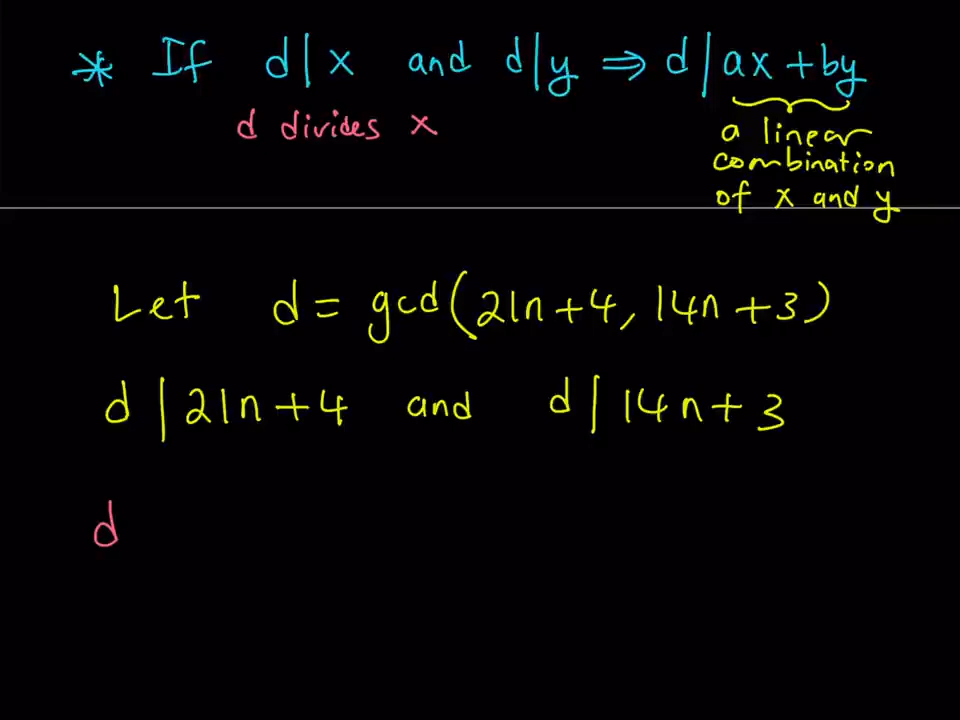 * If d|x and d|y ⇒ d|ax+by
d divides x
a linear
combination
of x and y
Let d = gcd(21n+4, 14n+3)
d|21n+4 and d|14n+3
d